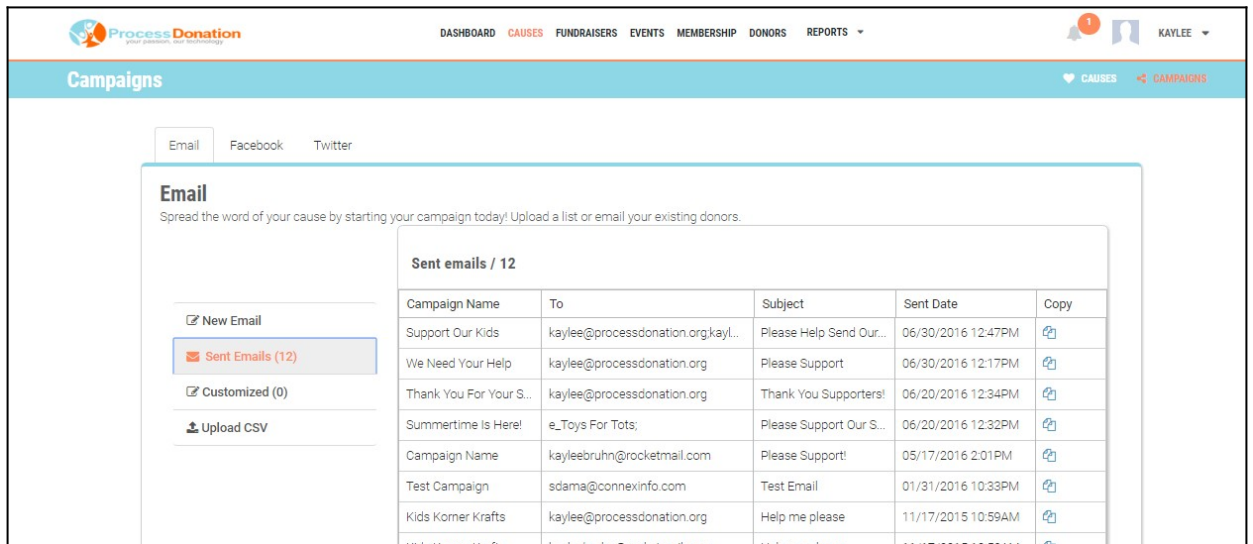 Process Donation
your passion, our technology
DASHBOARD CAUSES FUNDRAISERS EVENTS MEMBERSHIP DONORS REPORTS
1
KAYLEE
Campaigns
CAUSES CAMPAIGNS
Email Facebook Twitter
Email
Spread the word of your cause by starting your campaign today! Upload a list or email your existing donors.
New Email
Sent Emails (12)
Customized (0)
Upload CSV
Sent emails / 12
Campaign Name To Subject Sent Date Copy
Support Our Kids kaylee@processdonation.org;kayl... Please Help Send Our... 06/30/2016 12:47PM
We Need Your Help kaylee@processdonation.org Please Support 06/30/2016 12:17PM
Thank You For Your S... kaylee@processdonation.org Thank You Supporters! 06/20/2016 12:34PM
Summertime Is Here! e_Toys For Tots; Please Support Our S... 06/20/2016 12:32PM
Campaign Name kayleebruhn@rocketmail.com Please Support! 05/17/2016 2:01PM
Test Campaign sdama@connexinfo.com Test Email 01/31/2016 10:33PM
Kids Korner Krafts kaylee@processdonation.org Help me please 11/17/2015 10:59AM